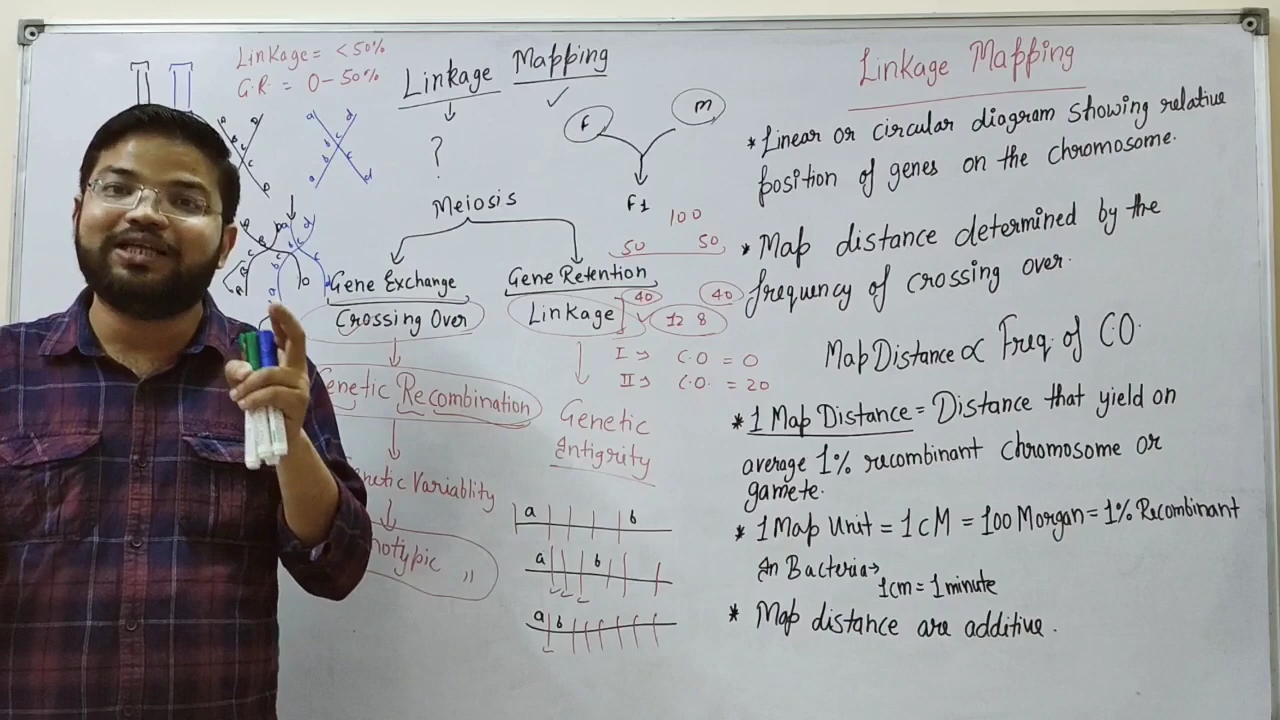 Linkage = <50%
G.R. = 0-50%
Linkage Mapping
?
f
m
F1
100
50 50
Meiosis
Gene Exchange
Gene Retention
Crossing Over
Linkage
40 40
12 8
I → C.O = 0
II → C.O. = 20
Genetic Recombination
Genetic
Antigrity
Genetic Variablity
notypic "
a b
a b
a b
Linkage Mapping
* Linear or circular diagram showing relative
position of genes on the chromosome.
* Map distance determined by the
frequency of crossing over.
Map Distance ∝ Freq. of C.O.
* 1 Map Distance = Distance that yield on
average 1% recombinant chromosome or
gamete.
* 1 Map Unit = 1 cM = 100 Morgan = 1% Recombinant
In Bacteria→
1cm = 1 minute
* Map distance are additive.